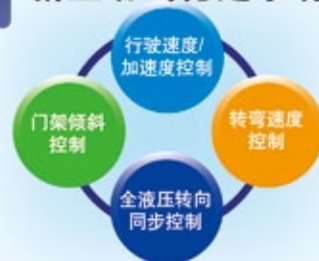 行驶速度/
加速度控制
门架倾斜
控制
转弯速度
控制
全液压转向
同步控制